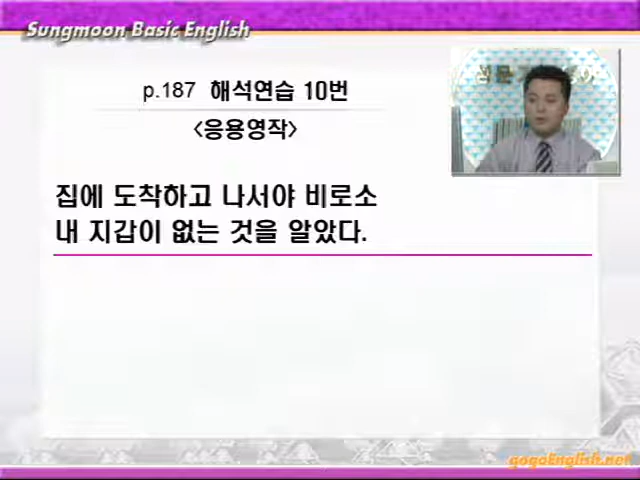 Sungmoon Basic English
p.187 해석연습 10번
<응용영작>
집에 도착하고 나서야 비로소
내 지갑이 없는 것을 알았다.
gogoEnglish.net